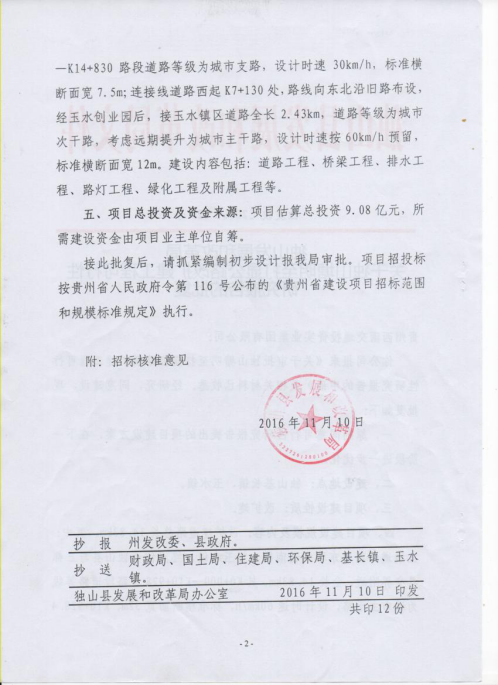 —K14+830 路段道路等级为城市支路，设计时速 30km/h，标准横
断面宽 7.5m；连接线道路西起 K7+130 处，路线向东北沿旧路布设，
经玉水创业园后，接玉水镇区道路全长 2.43km，道路等级为城市
次干路，考虑远期提升为城市主干路，设计时速按 60km/h 预留，
标准横断面宽 12m。建设内容包括：道路工程、桥梁工程、排水工
程、路灯工程、绿化工程及附属工程等。
五、项目总投资及资金来源：项目估算总投资 9.08 亿元，所
需建设资金由项目业主单位自筹。
接此批复后，请抓紧编制初步设计报我局审批。项目招投标
按贵州省人民政府令第 116 号公布的《贵州省建设项目招标范围
和规模标准规定》执行。
附：招标核准意见
县发展和改革局
2016 年 11 月 10 日
抄 报 州发改委、县政府。
抄 送 财政局、国土局、住建局、环保局、基长镇、玉水
镇。
独山县发展和改革局办公室 2016 年 11 月 10 日 印发
共印 12 份
-2-